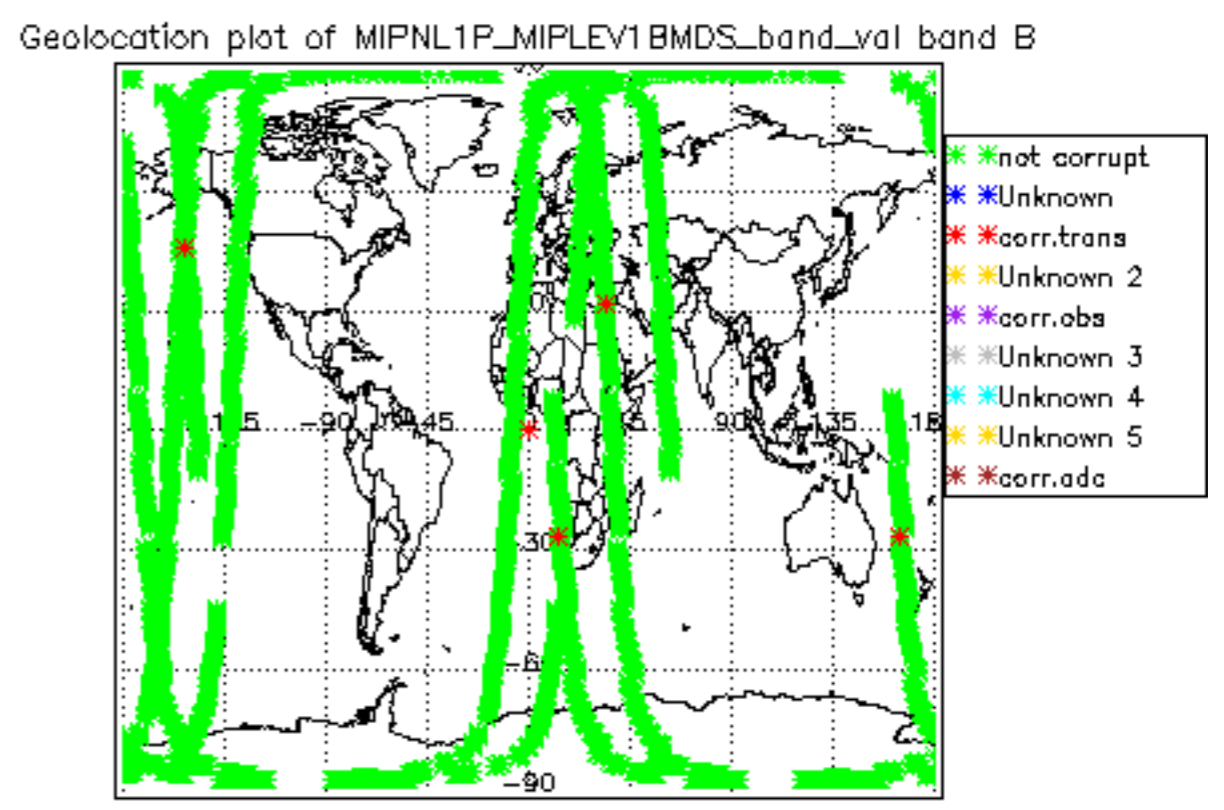 Geolocation plot of MIPNL1P_MIPLEV1BMDS_band_val band B
not corrupt
Unknown
corr.trans
Unknown 2
corr.obs
Unknown 3
Unknown 4
Unknown 5
corr.adc
-90
-45
90
135
-90